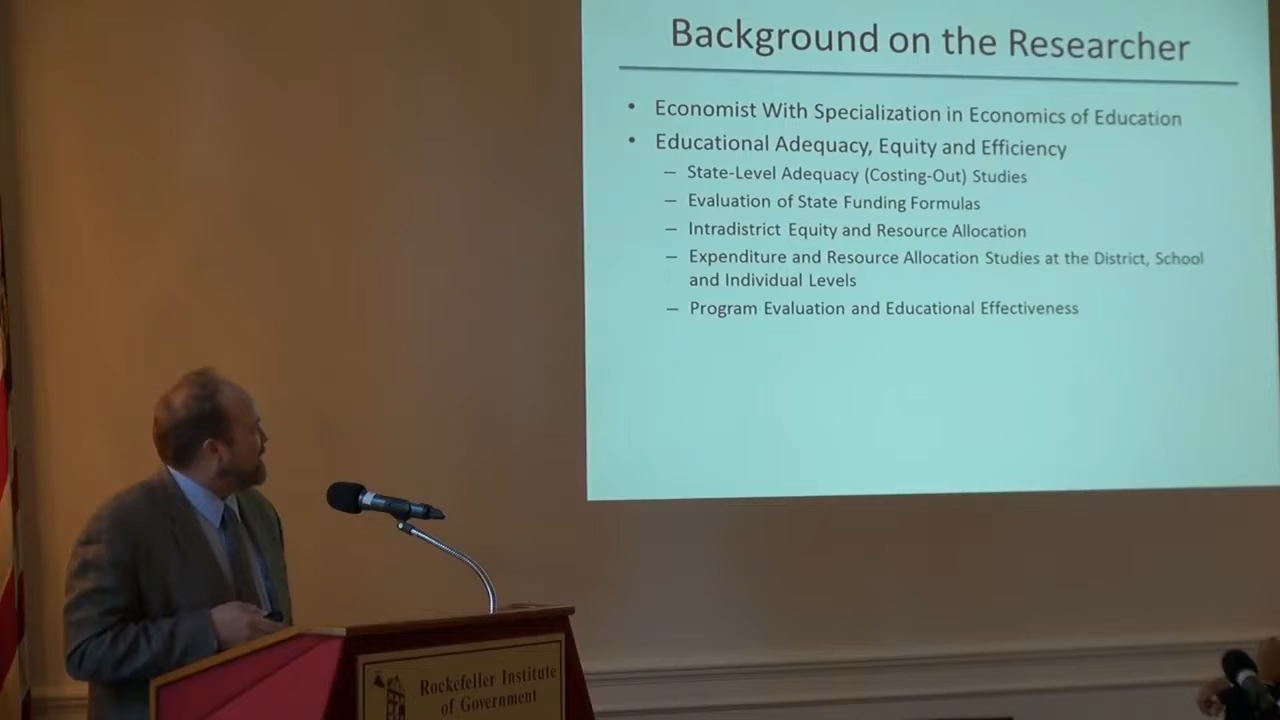 Background on the Researcher
• Economist With Specialization in Economics of Education
• Educational Adequacy, Equity and Efficiency
– State-Level Adequacy (Costing-Out) Studies
– Evaluation of State Funding Formulas
– Intradistrict Equity and Resource Allocation
– Expenditure and Resource Allocation Studies at the District, School
and Individual Levels
– Program Evaluation and Educational Effectiveness
Rockefeller Institute
of Government